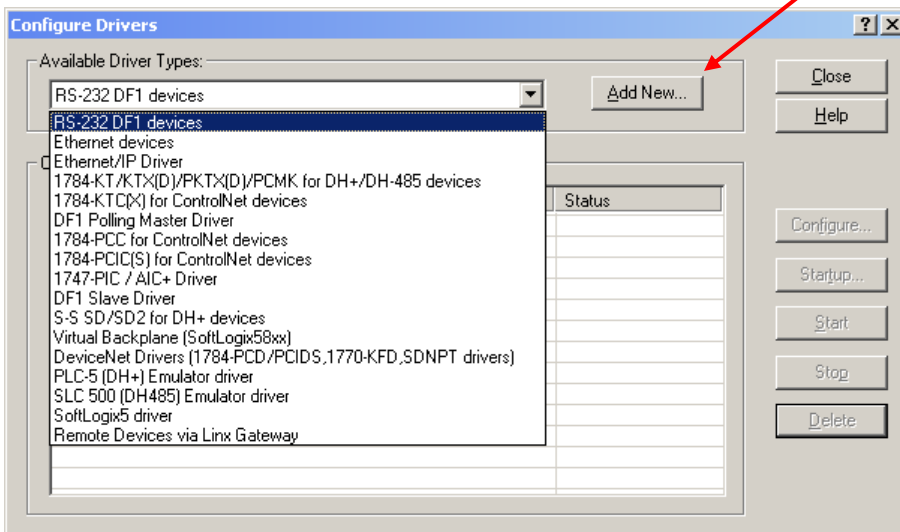 Configure Drivers
Available Driver Types:
RS-232 DF1 devices
Add New...
Close
Help
RS-232 DF1 devices
Ethernet devices
Ethernet/IP Driver
1784-KT/KTX(D)/PKTX(D)/PCMK for DH+/DH-485 devices
1784-KTC(X) for ControlNet devices
DF1 Polling Master Driver
1784-PCC for ControlNet devices
1784-PCIC(S) for ControlNet devices
1747-PIC / AIC+ Driver
DF1 Slave Driver
S-S SD/SD2 for DH+ devices
Virtual Backplane (SoftLogix58xx)
DeviceNet Drivers (1784-PCD/PCIDS,1770-KFD,SDNPT drivers)
PLC-5 (DH+) Emulator driver
SLC 500 (DH485) Emulator driver
SoftLogix5 driver
Remote Devices via Linx Gateway
Status
Configure...
Startup...
Start
Stop
Delete